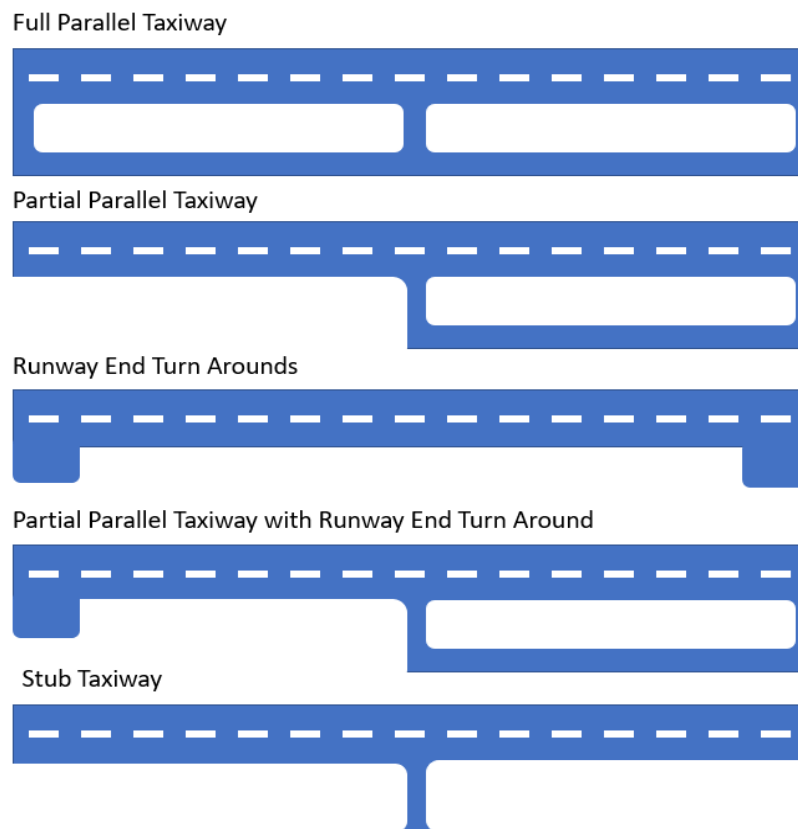 Full Parallel Taxiway
Partial Parallel Taxiway
Runway End Turn Arounds
Partial Parallel Taxiway with Runway End Turn Around
Stub Taxiway